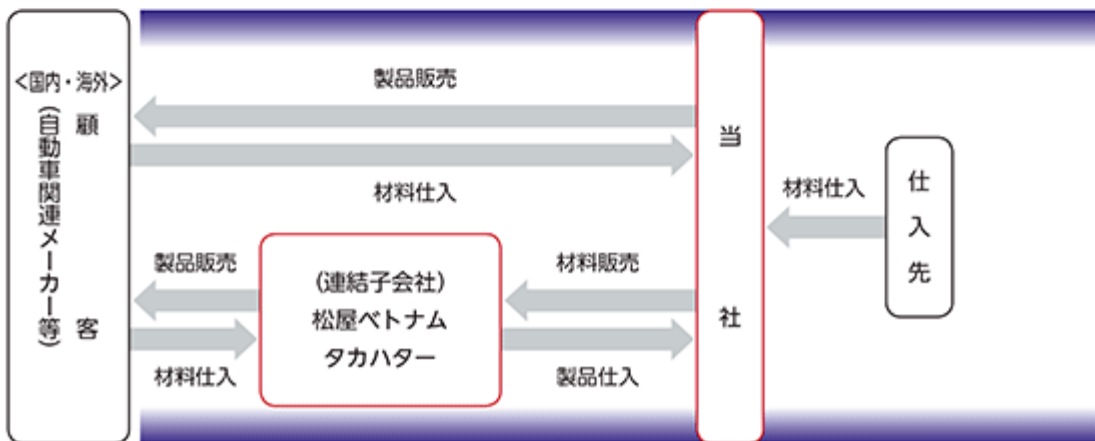 <国内・海外>
顧客
(自動車関連メーカー等)
製品販売
材料仕入
製品販売
材料仕入
(連結子会社)
松屋ベトナム
タカハター
材料販売
製品仕入
当社
材料仕入
仕入先